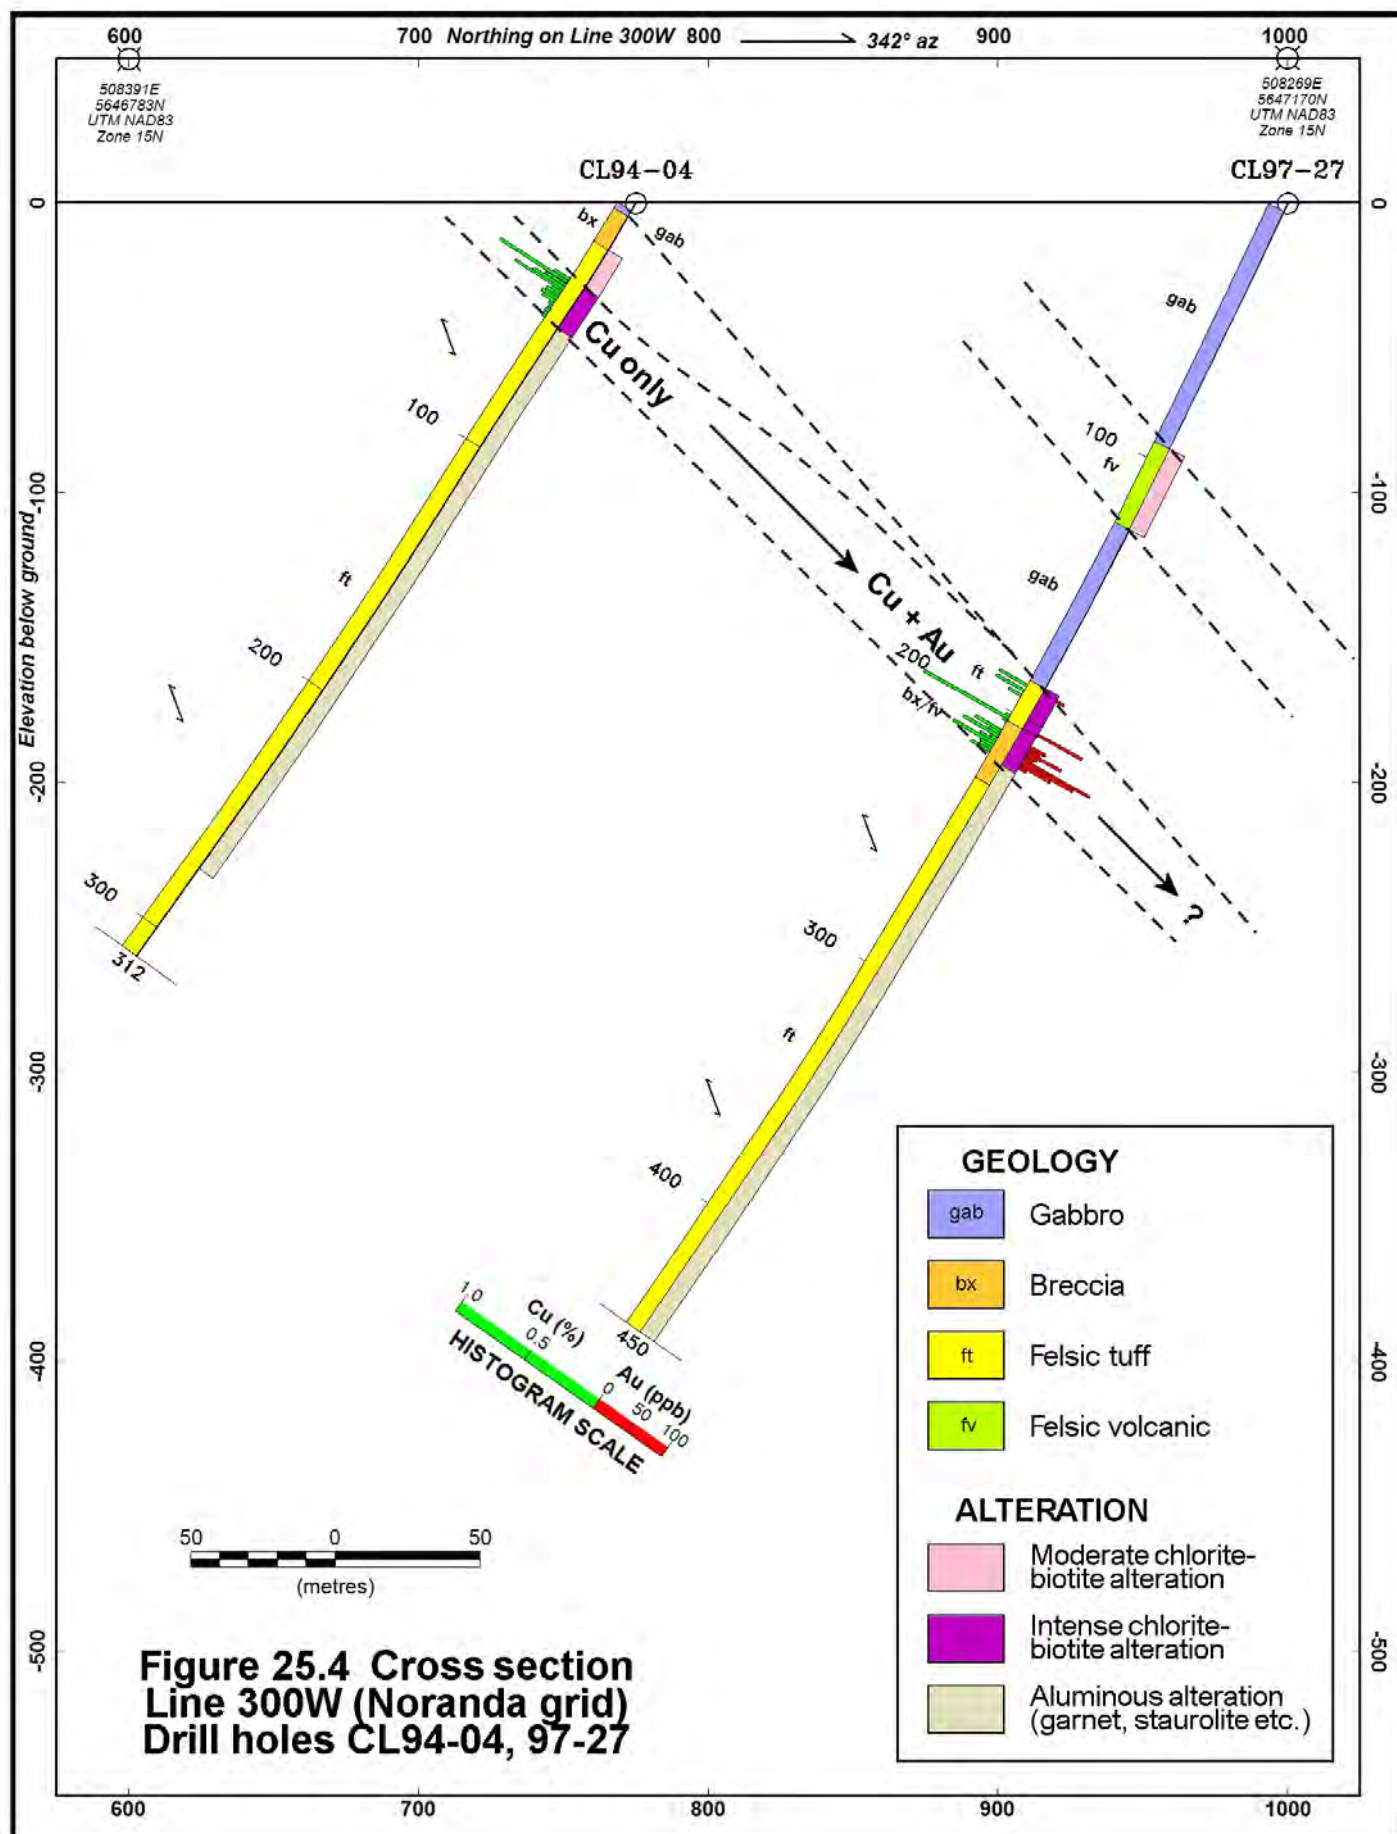 600 700 Northing on Line 300W 800 342° az 900 1000
508391E
5646783N
UTM NAD83
Zone 15N
508269E
5647170N
UTM NAD83
Zone 15N
CL94-04
CL97-27
0
0
bx
gab
gab
Cu only
100
100
fv
-100
-100
Elevation below ground
ft
gab
Cu + Au
200
200
ft
bx/fv
-200
-200
300
?
312
300
ft
-300
-300
400
450
-400
-400
1.0
Cu (%)
0.5
0
Au (ppb)
50
100
HISTOGRAM SCALE
GEOLOGY
gab Gabbro
bx Breccia
ft Felsic tuff
fv Felsic volcanic
ALTERATION
Moderate chlorite-
biotite alteration
Intense chlorite-
biotite alteration
Aluminous alteration
(garnet, staurolite etc.)
50 0 50
(metres)
-500
-500
Figure 25.4 Cross section
Line 300W (Noranda grid)
Drill holes CL94-04, 97-27
600 700 800 900 1000